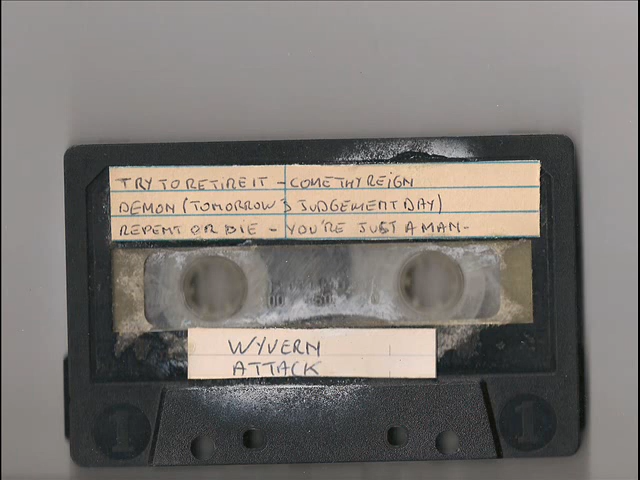 TRY TO RETIRE IT - COME THY REIGN
DEMON (TOMORROW'S JUDGEMENT DAY)
REPENT OR DIE - YOU'RE JUST A MAN -
WYVERN
ATTACK
1 1